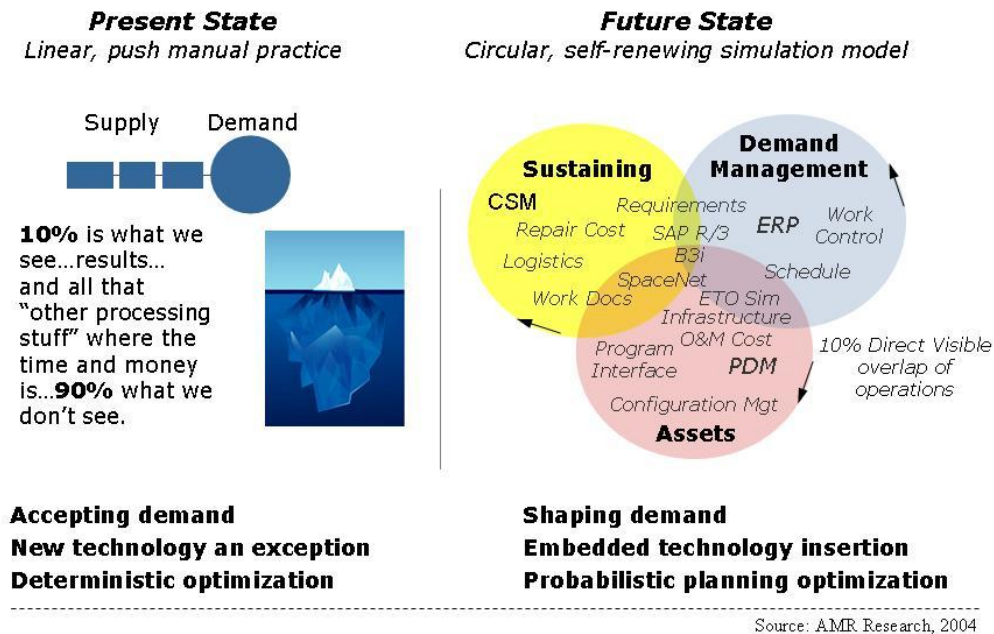 Present State
Linear, push manual practice
Supply
Demand
10% is what we
see...results...
and all that
“other processing
stuff” where the
time and money
is...90% what we
don’t see.
Accepting demand
New technology an exception
Deterministic optimization
Future State
Circular, self-renewing simulation model
Sustaining
CSM
Demand
Management
Requirements
Repair Cost
SAP R/3
ERP
Work
Control
B3i
Logistics
SpaceNet
Schedule
Work Docs
ETO Sim
Infrastructure
O&M Cost
Program
Interface
PDM
Configuration Mgt
Assets
10% Direct Visible
overlap of
operations
Shaping demand
Embedded technology insertion
Probabilistic planning optimization
Source: AMR Research, 2004